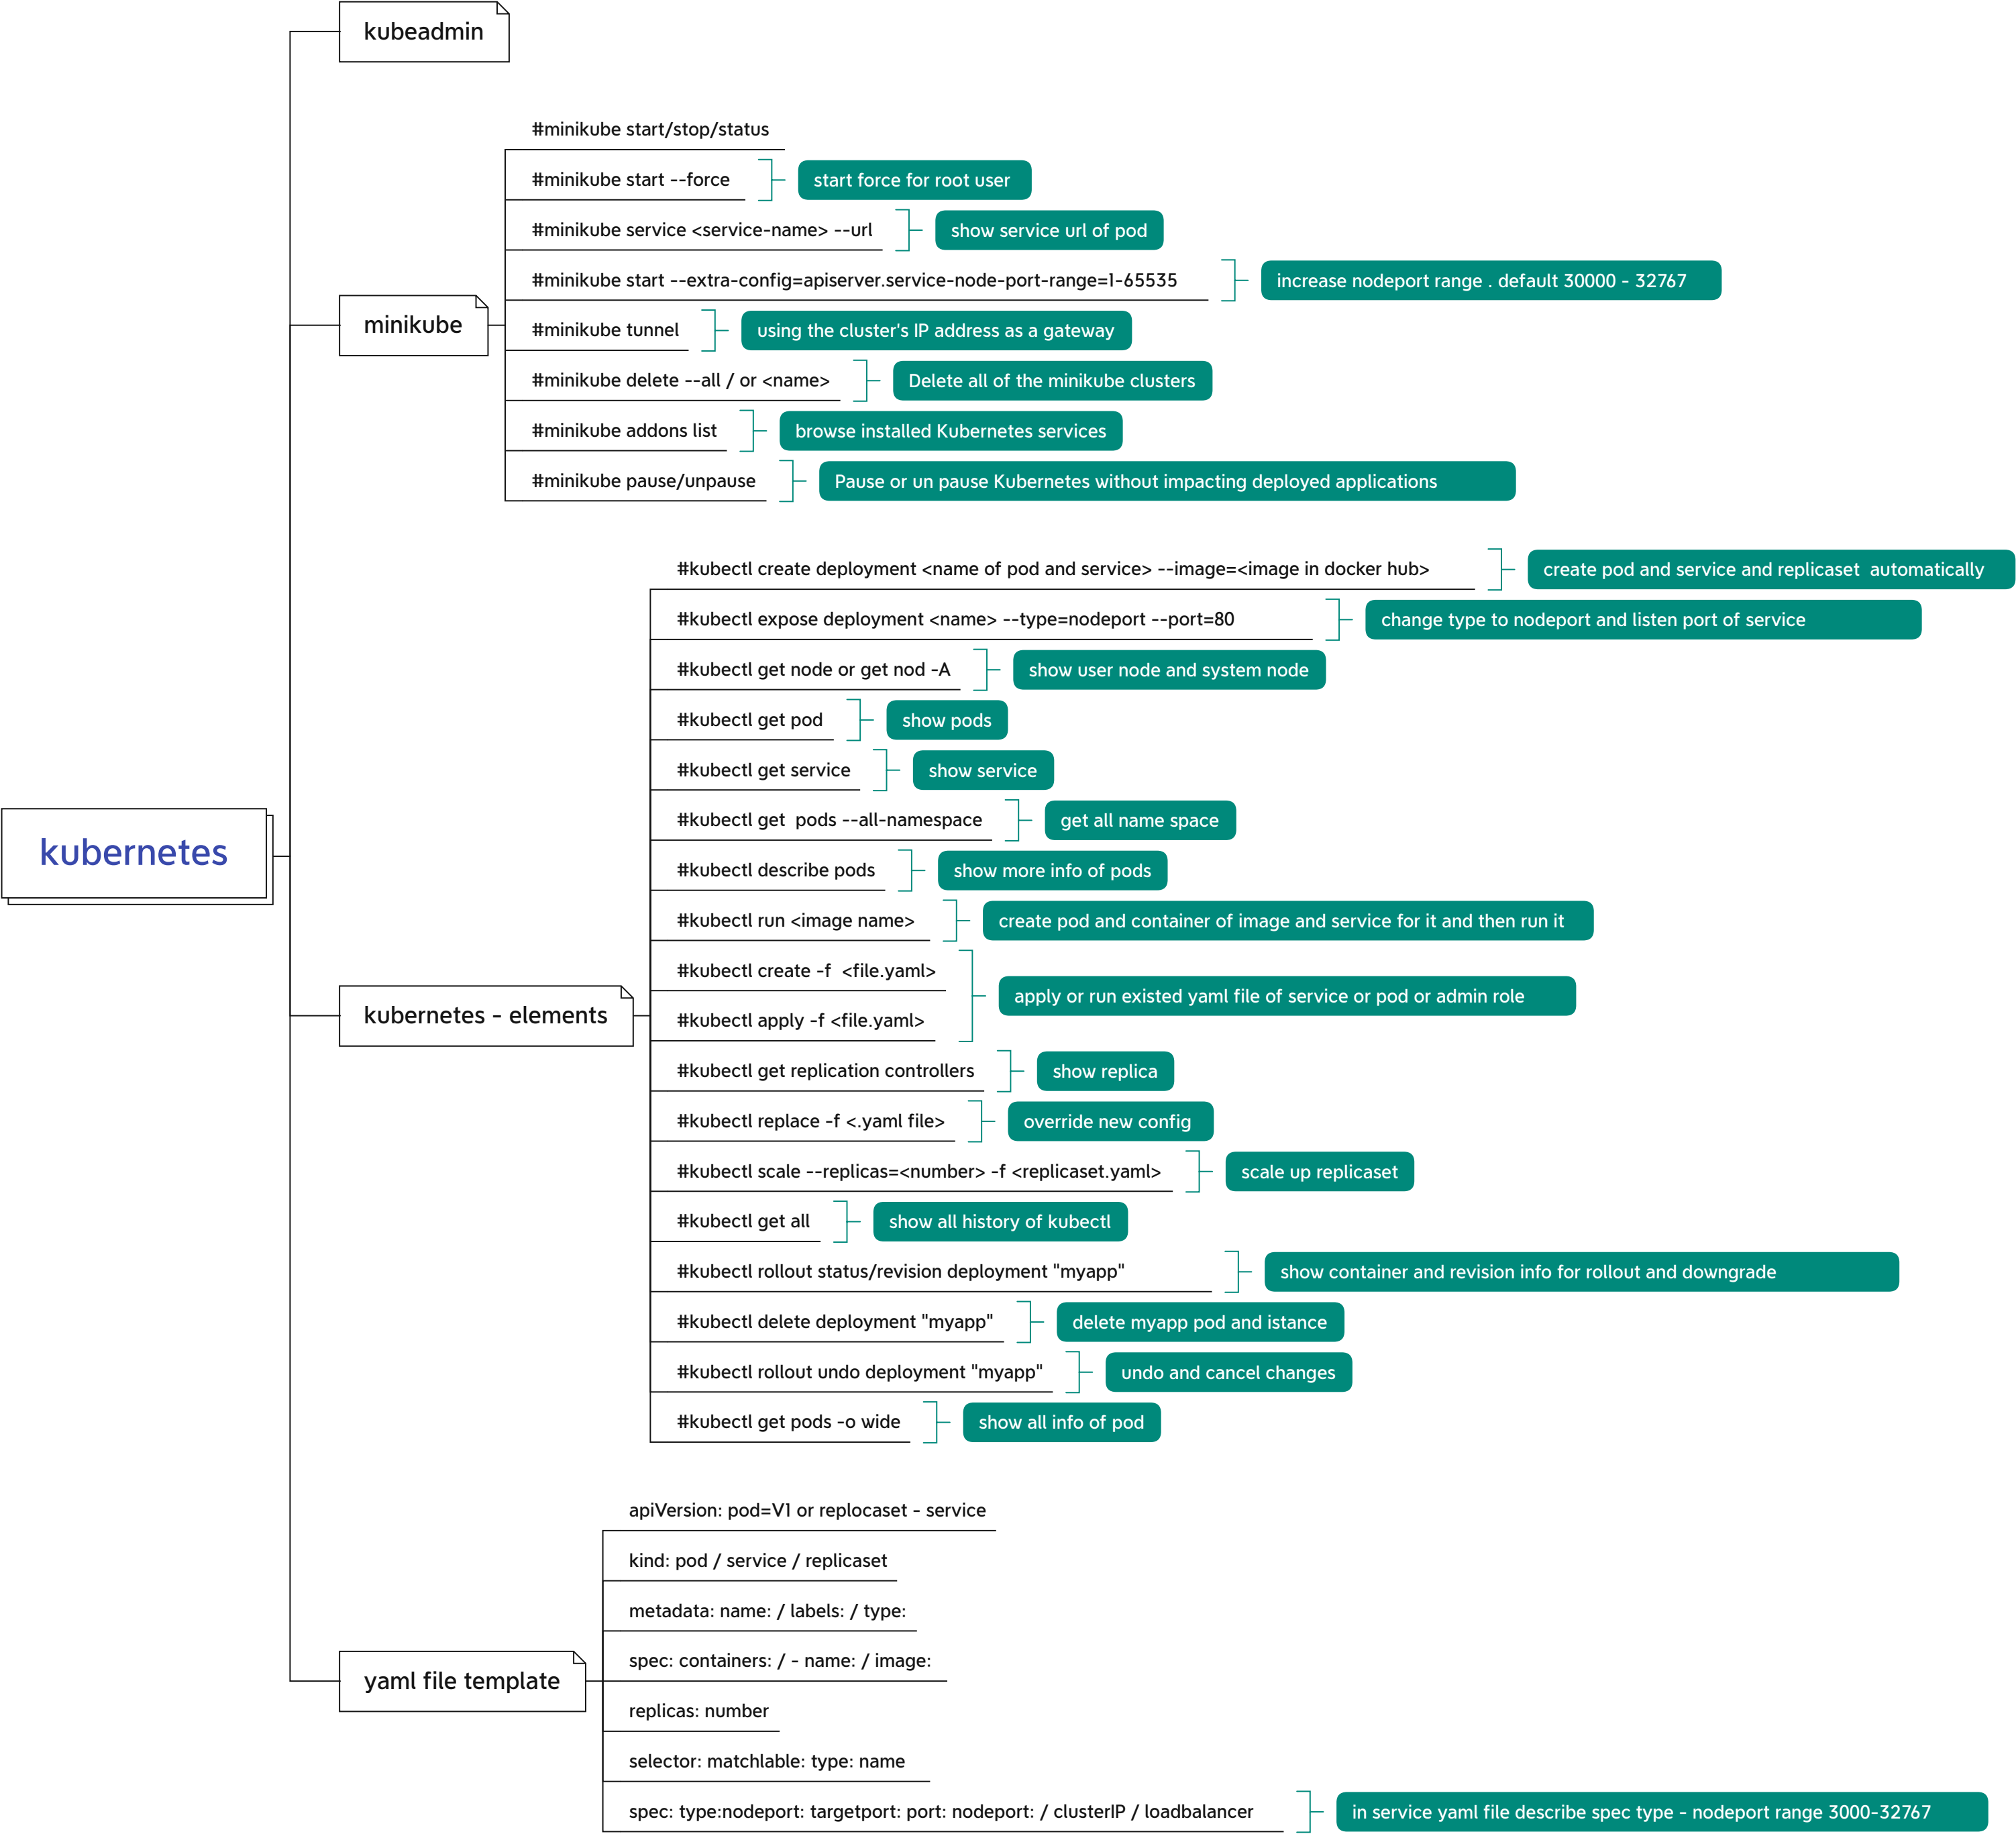 kubeadmin
#minikube start/stop/status
#minikube start --force
start force for root user
#minikube service <service-name> --url
show service url of pod
#minikube start --extra-config=apiserver.service-node-port-range=1-65535
increase nodeport range . default 30000 - 32767
minikube
#minikube tunnel
using the cluster's IP address as a gateway
#minikube delete --all / or <name>
Delete all of the minikube clusters
#minikube addons list
browse installed Kubernetes services
#minikube pause/unpause
Pause or un pause Kubernetes without impacting deployed applications
#kubectl create deployment <name of pod and service> --image=<image in docker hub>
create pod and service and replicaset  automatically
#kubectl expose deployment <name> --type=nodeport --port=80
change type to nodeport and listen port of service
#kubectl get node or get nod -A
show user node and system node
#kubectl get pod
show pods
#kubectl get service
show service
#kubectl get  pods --all-namespace
get all name space
kubernetes
#kubectl describe pods
show more info of pods
#kubectl run <image name>
create pod and container of image and service for it and then run it
#kubectl create -f  <file.yaml>
#kubectl apply -f <file.yaml>
apply or run existed yaml file of service or pod or admin role
kubernetes - elements
#kubectl get replication controllers
show replica
#kubectl replace -f <.yaml file>
override new config
#kubectl scale --replicas=<number> -f <replicaset.yaml>
scale up replicaset
#kubectl get all
show all history of kubectl
#kubectl rollout status/revision deployment "myapp"
show container and revision info for rollout and downgrade
#kubectl delete deployment "myapp"
delete myapp pod and istance
#kubectl rollout undo deployment "myapp"
undo and cancel changes
#kubectl get pods -o wide
show all info of pod
apiVersion: pod=V1 or replocaset - service
kind: pod / service / replicaset
metadata: name: / labels: / type:
spec: containers: / - name: / image:
yaml file template
replicas: number
selector: matchlable: type: name
spec: type:nodeport: targetport: port: nodeport: / clusterIP / loadbalancer
in service yaml file describe spec type - nodeport range 3000-32767